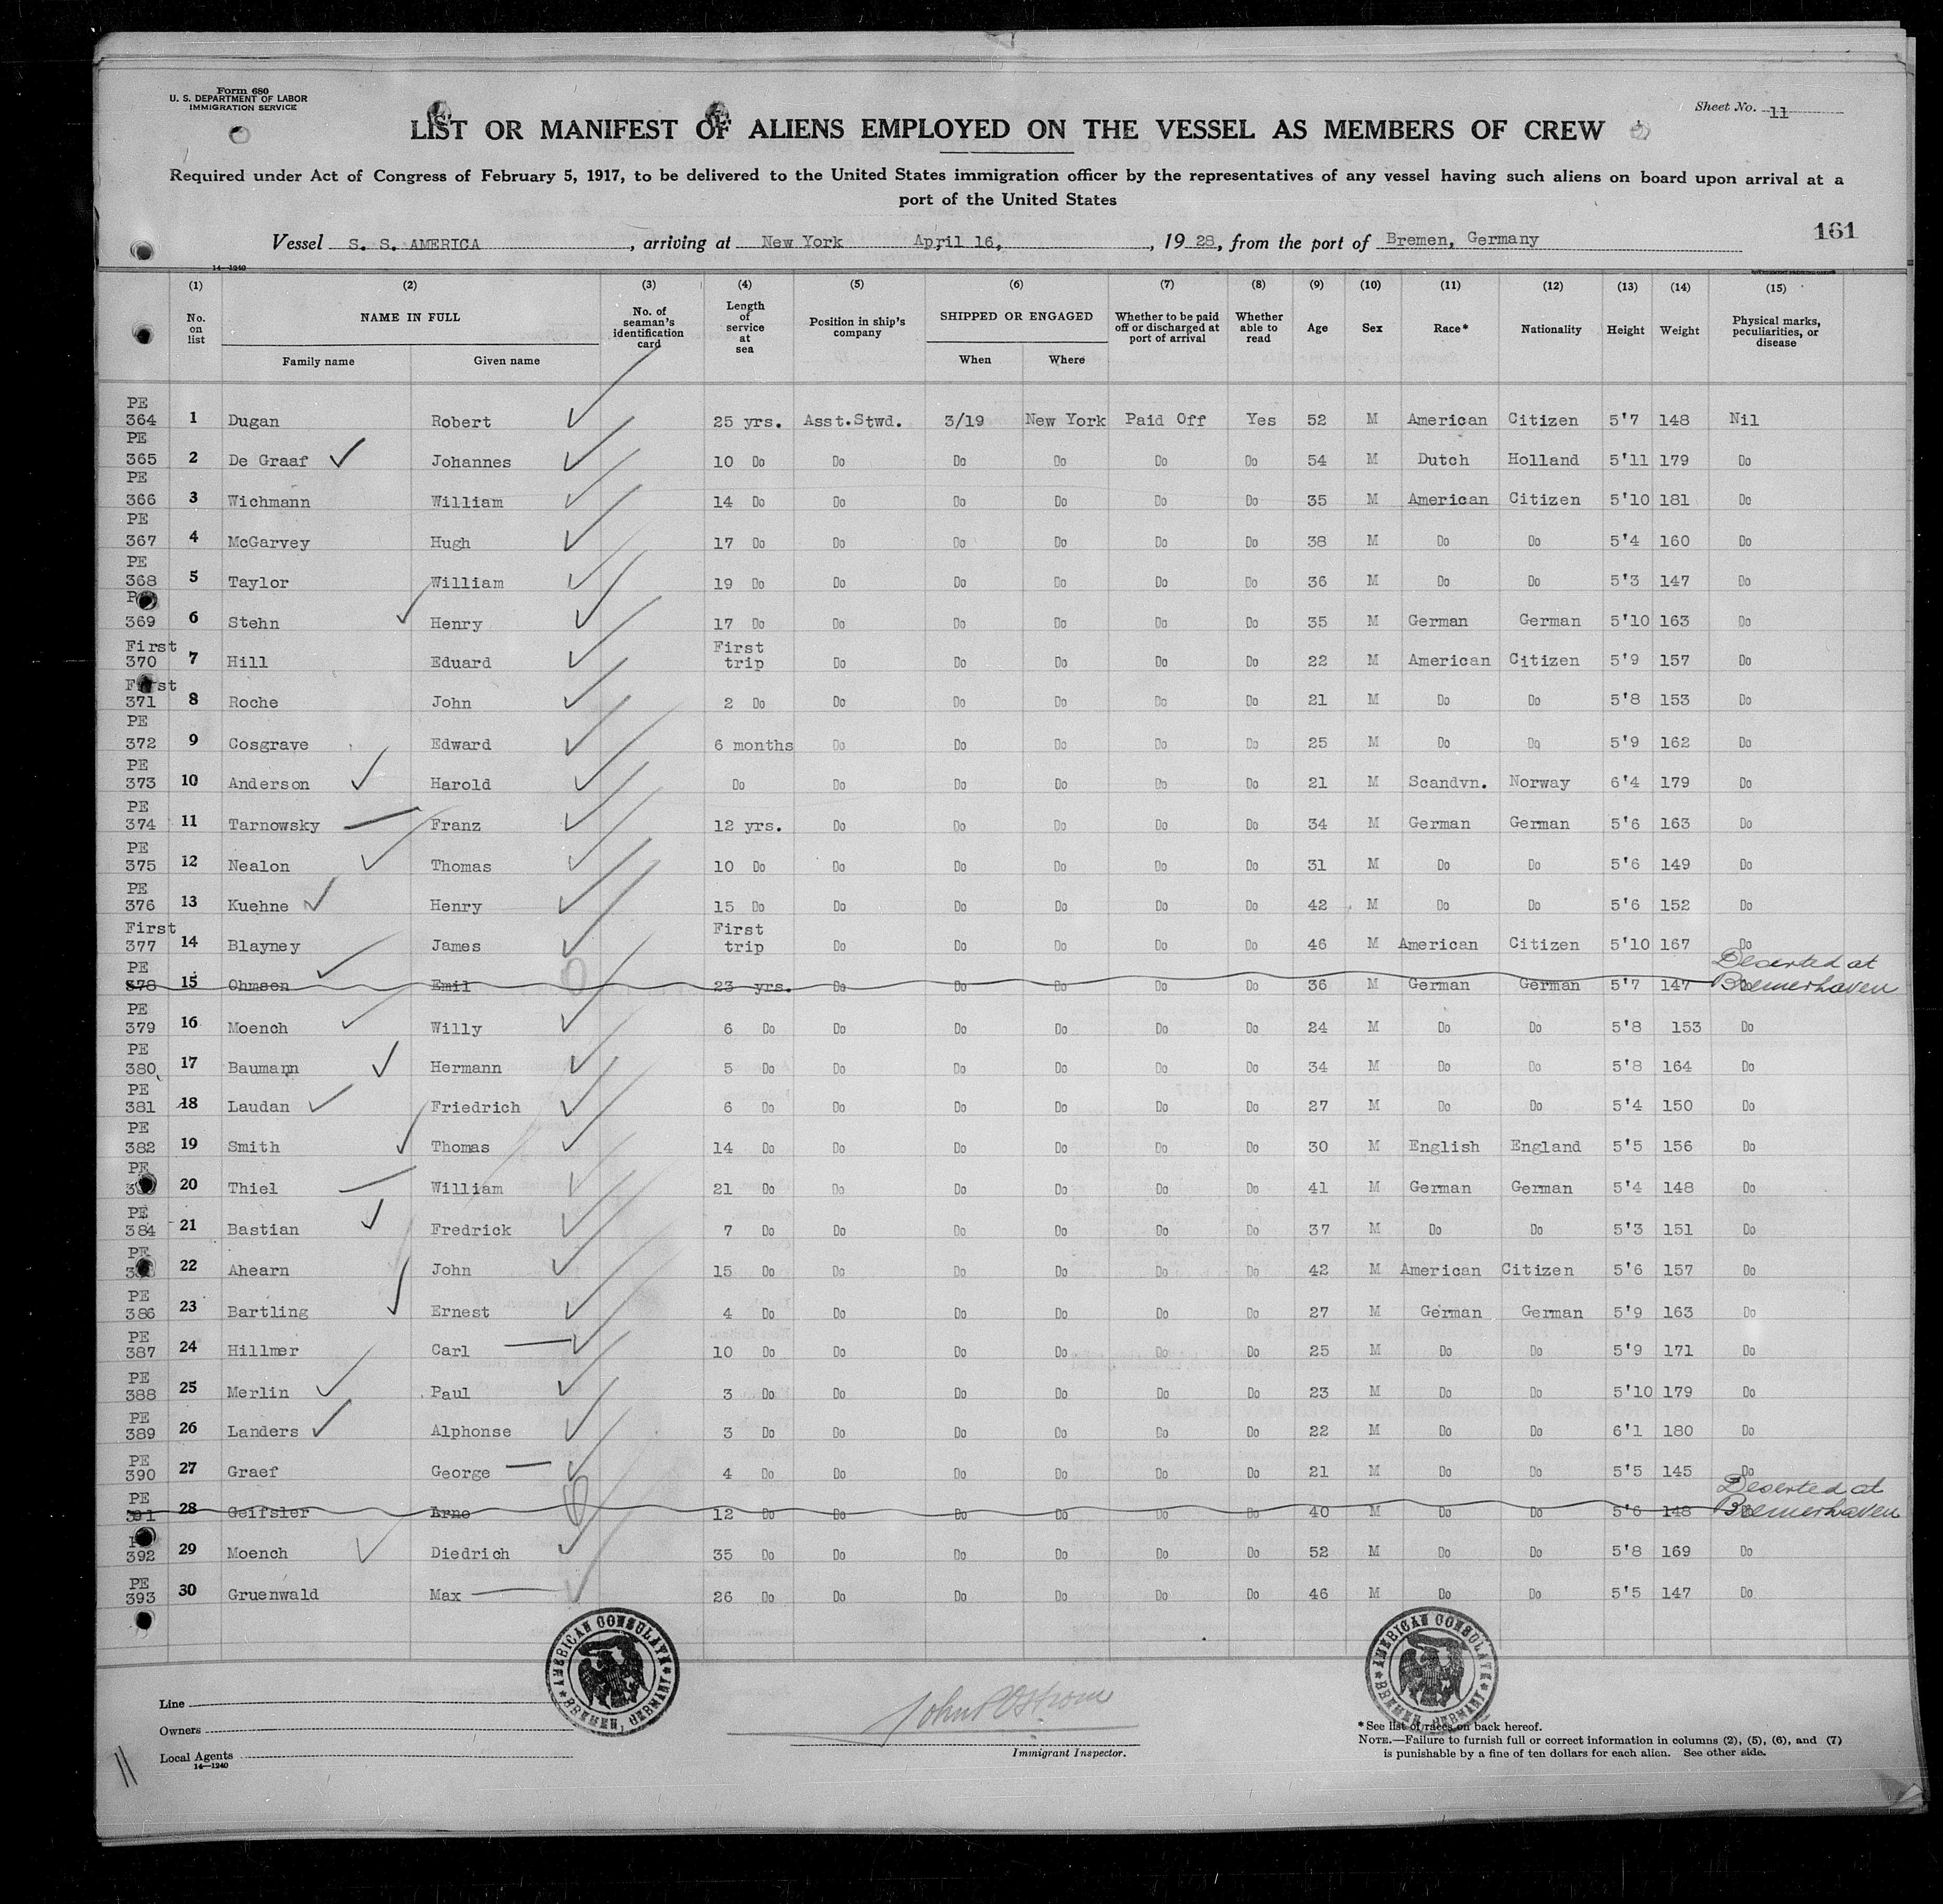 Form 680
U. S. DEPARTMENT OF LABOR
IMMIGRATION SERVICE
Sheet No. 11
LIST OR MANIFEST OF ALIENS EMPLOYED ON THE VESSEL AS MEMBERS OF CREW
Required under Act of Congress of February 5, 1917, to be delivered to the United States immigration officer by the representatives of any vessel having such aliens on board upon arrival at a
port of the United States
Vessel S. S. AMERICA, arriving at New York April 16, 1928, from the port of Bremen, Germany
161
14—1240
(1) (2) (3) (4) (5) (6) (7) (8) (9) (10) (11) (12) (13) (14) (15)
No. on list NAME IN FULL Family name Given name No. of seaman's identification card Length of service at sea Position in ship's company SHIPPED OR ENGAGED When Where Whether to be paid off or discharged at port of arrival Whether able to read Age Sex Race* Nationality Height Weight Physical marks, peculiarities, or disease
PE 364 1 Dugan Robert 25 yrs. Asst.Stwd. 3/19 New York Paid Off Yes 52 M American Citizen 5'7 148 Nil
PE 365 2 De Graaf Johannes 10 Do Do Do Do Do Do 54 M Dutch Holland 5'11 179 Do
PE 366 3 Wichmann William 14 Do Do Do Do Do Do 35 M American Citizen 5'10 181 Do
PE 367 4 McGarvey Hugh 17 Do Do Do Do Do Do 38 M Do Do 5'4 160 Do
PE 368 5 Taylor William 19 Do Do Do Do Do Do 36 M Do Do 5'3 147 Do
369 6 Stehn Henry 17 Do Do Do Do Do Do 35 M German German 5'10 163 Do
First 370 7 Hill Eduard First trip Do Do Do Do Do 22 M American Citizen 5'9 157 Do
First 371 8 Roche John 2 Do Do Do Do Do Do 21 M Do Do 5'8 153 Do
PE 372 9 Cosgrave Edward 6 months Do Do Do Do Do 25 M Do Do 5'9 162 Do
PE 373 10 Anderson Harold Do Do Do Do Do Do 21 M Scandvn. Norway 6'4 179 Do
PE 374 11 Tarnowsky Franz 12 yrs. Do Do Do Do Do 34 M German German 5'6 163 Do
PE 375 12 Nealon Thomas 10 Do Do Do Do Do Do 31 M Do Do 5'6 149 Do
PE 376 13 Kuehne Henry 15 Do Do Do Do Do Do 42 M Do Do 5'6 152 Do
First 377 14 Blayney James First trip Do Do Do Do Do 46 M American Citizen 5'10 167 Do
PE 378 15 Ohmsen Emil 23 yrs. Do Do Do Do Do 36 M German German 5'7 147 Do Deserted at Bremerhaven
PE 379 16 Moench Willy 6 Do Do Do Do Do Do 24 M Do Do 5'8 153 Do
PE 380 17 Baumann Hermann 5 Do Do Do Do Do Do 34 M Do Do 5'8 164 Do
PE 381 18 Laudan Friedrich 6 Do Do Do Do Do Do 27 M Do Do 5'4 150 Do
PE 382 19 Smith Thomas 14 Do Do Do Do Do Do 30 M English England 5'5 156 Do
PE 20 Thiel William 21 Do Do Do Do Do Do 41 M German German 5'4 148 Do
PE 384 21 Bastian Fredrick 7 Do Do Do Do Do Do 37 M Do Do 5'3 151 Do
PE 22 Ahearn John 15 Do Do Do Do Do Do 42 M American Citizen 5'6 157 Do
PE 386 23 Bartling Ernest 4 Do Do Do Do Do Do 27 M German German 5'9 163 Do
PE 387 24 Hillmer Carl 10 Do Do Do Do Do Do 25 M Do Do 5'9 171 Do
PE 388 25 Merlin Paul 3 Do Do Do Do Do Do 23 M Do Do 5'10 179 Do
PE 389 26 Landers Alphonse 3 Do Do Do Do Do Do 22 M Do Do 6'1 180 Do
PE 390 27 Graef George 4 Do Do Do Do Do Do 21 M Do Do 5'5 145 Do
PE 391 28 Geifsler Arno 12 Do Do Do Do Do Do 40 M Do Do 5'6 148 Do Deserted at Bremerhaven
392 29 Moench Diedrich 35 Do Do Do Do Do Do 52 M Do Do 5'8 169 Do
PE 393 30 Gruenwald Max 26 Do Do Do Do Do Do 46 M Do Do 5'5 147 Do
AMERICAN CONSULATE BREMEN, GERMANY
AMERICAN CONSULATE BREMEN, GERMANY
Line
Owners
Local Agents
14—1240
11
John Ostrom
Immigrant Inspector.
*See list of races on back hereof.
NOTE.—Failure to furnish full or correct information in columns (2), (5), (6), and (7)
is punishable by a fine of ten dollars for each alien. See other side.